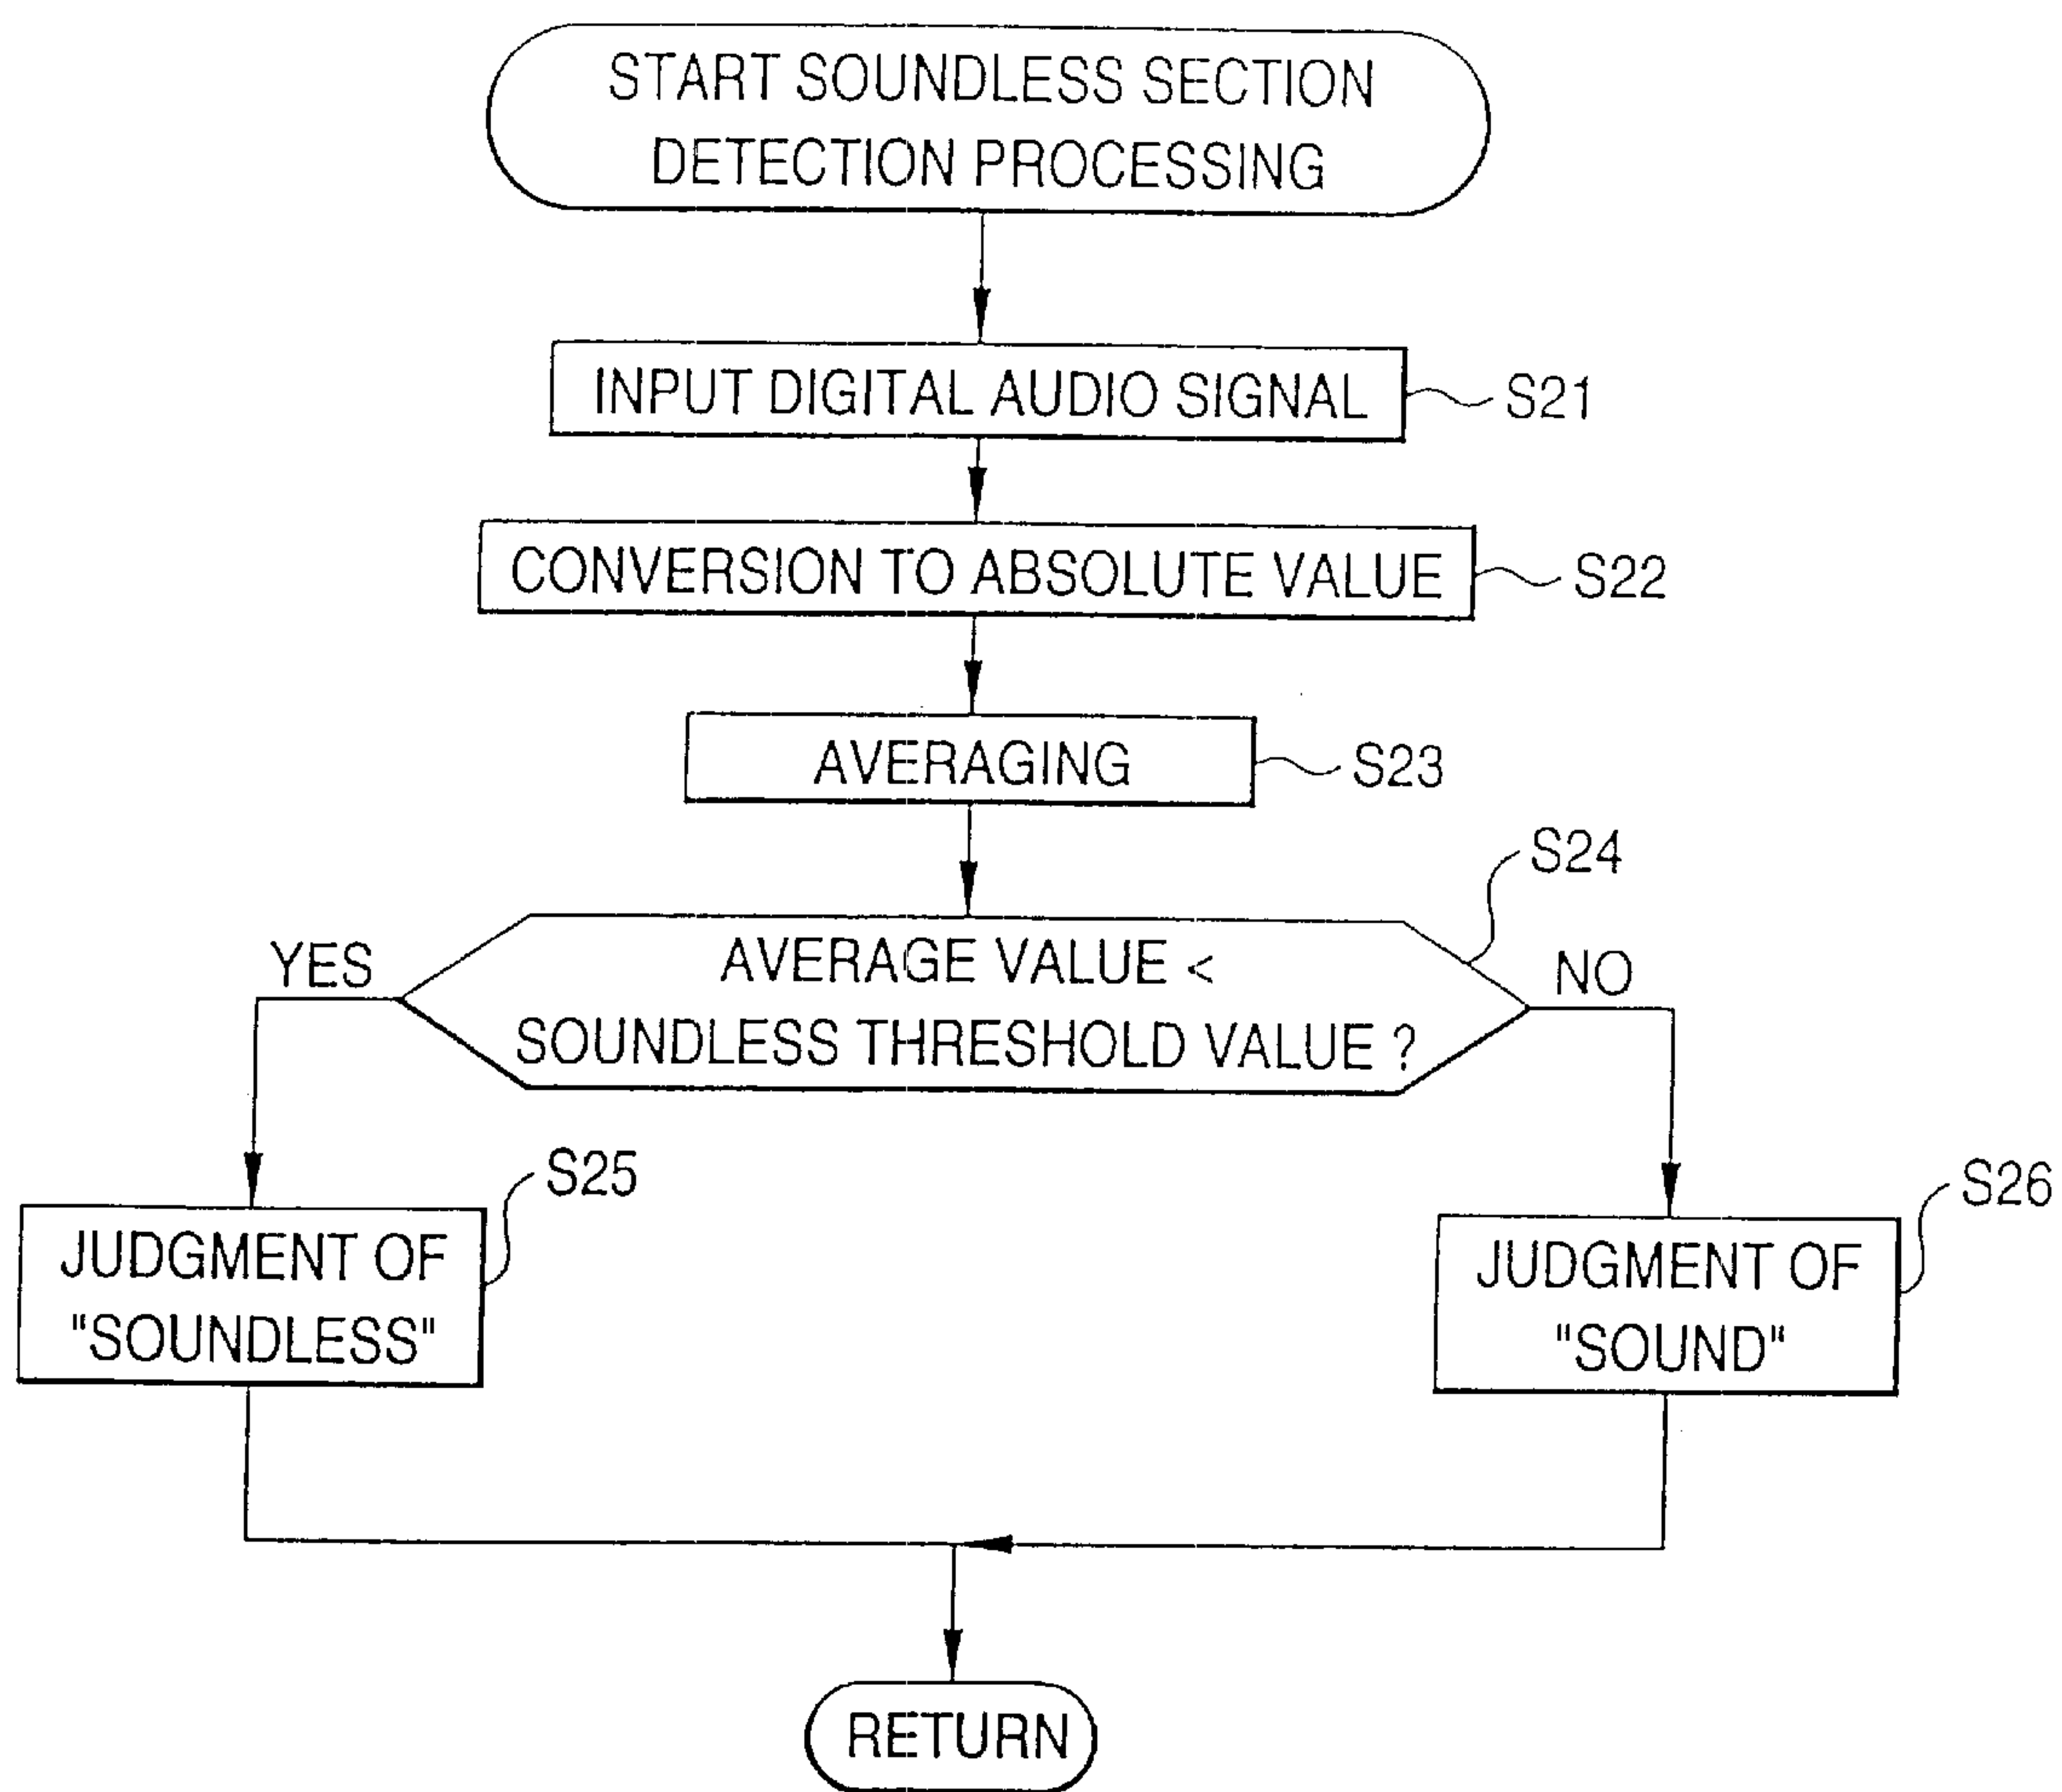 START SOUNDLESS SECTION
DETECTION PROCESSING
INPUT DIGITAL AUDIO SIGNAL
S21
CONVERSION TO ABSOLUTE VALUE
S22
AVERAGING
S23
S24
YES
AVERAGE VALUE <
SOUNDLESS THRESHOLD VALUE ?
NO
S25
JUDGMENT OF
"SOUNDLESS"
S26
JUDGMENT OF
"SOUND"
RETURN